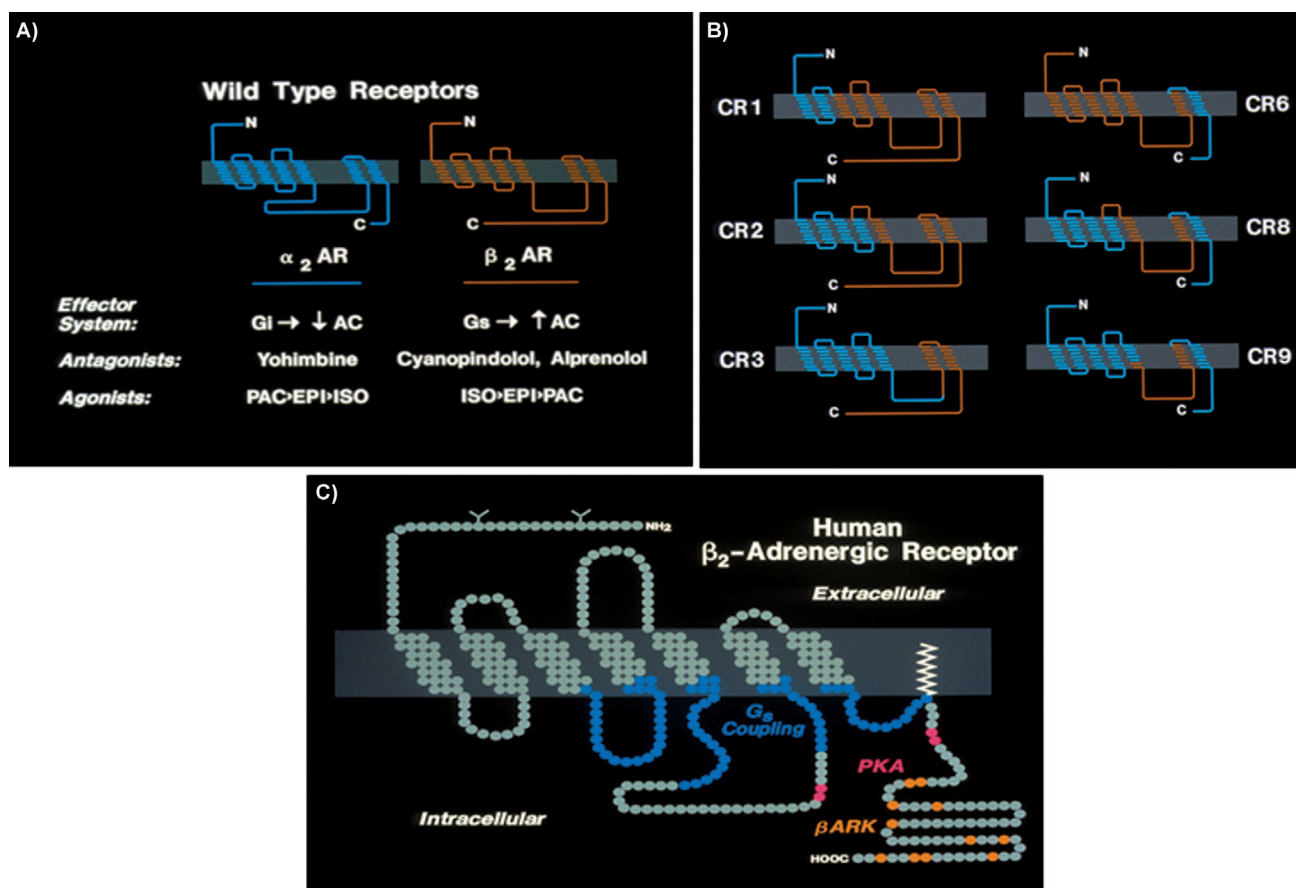 A)
Wild Type Receptors
N
N
C
C
α₂ AR
β₂ AR
Effector
System:
Gi → ↓ AC
Gs → ↑ AC
Antagonists:
Yohimbine
Cyanopindolol, Alprenolol
Agonists:
PAC>EPI>ISO
ISO>EPI>PAC
B)
N
CR1
C
N
CR6
C
N
CR2
C
N
CR8
C
N
CR3
C
N
CR9
C
C)
NH₂
Human
β₂-Adrenergic Receptor
Extracellular
Gs
Coupling
PKA
Intracellular
βARK
HOOC